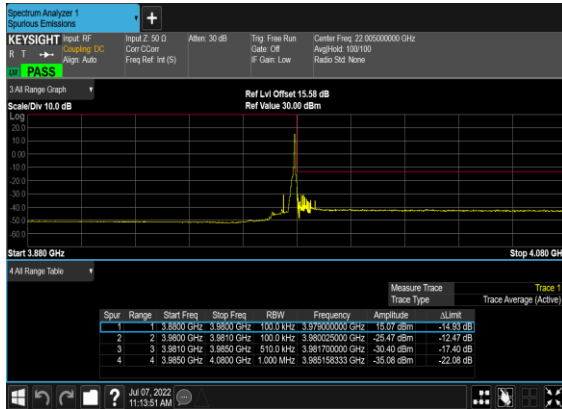 Spectrum Analyzer 1
Spurious Emissions
KEYSIGHT Input: RF Input Z: 50 Ω Atten: 30 dB Trig: Free Run Center Freq: 22.005000000 GHz
R T Coupling: DC Corr CCorr Gate: Off Avg|Hold: 100/100
Align: Auto Freq Ref: Int (S) IF Gain: Low Radio Std: None
PASS
3 All Range Graph
Ref Lvl Offset 15.58 dB
Scale/Div 10.0 dB Ref Value 30.00 dBm
Log
20.0
10.0
0.00
-10.0
-20.0
-30.0
-40.0
-50.0
-60.0
Start 3.880 GHz Stop 4.080 GHz
4 All Range Table
Measure Trace Trace 1
Trace Type Trace Average (Active)
Spur Range Start Freq Stop Freq RBW Frequency Amplitude ΔLimit
1 1 3.8800 GHz 3.9800 GHz 100.0 kHz 3.979000000 GHz 15.07 dBm -14.93 dB
2 2 3.9800 GHz 3.9810 GHz 100.0 kHz 3.980025000 GHz -25.47 dBm -12.47 dB
3 3 3.9810 GHz 3.9850 GHz 510.0 kHz 3.981700000 GHz -30.40 dBm -17.40 dB
4 4 3.9850 GHz 4.0800 GHz 1.000 MHz 3.985158333 GHz -35.08 dBm -22.08 dB
Jul 07, 2022
11:13:51 AM